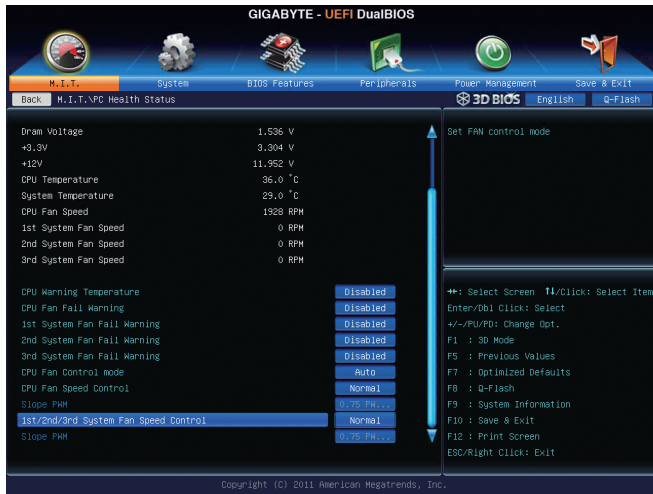 GIGABYTE - UEFI DualBIOS
M.I.T. System BIOS Features Peripherals Power Management Save & Exit
Back M.I.T.\PC Health Status 3D BIOS English Q-Flash
Dram Voltage 1.536 V
+3.3V 3.304 V
+12V 11.952 V
CPU Temperature 36.0 °C
System Temperature 29.0 °C
CPU Fan Speed 1928 RPM
1st System Fan Speed 0 RPM
2nd System Fan Speed 0 RPM
3rd System Fan Speed 0 RPM
CPU Warning Temperature Disabled
CPU Fan Fail Warning Disabled
1st System Fan Fail Warning Disabled
2nd System Fan Fail Warning Disabled
3rd System Fan Fail Warning Disabled
CPU Fan Control mode Auto
CPU Fan Speed Control Normal
Slope PWM 0.75 PW...
1st/2nd/3rd System Fan Speed Control Normal
Slope PWM 0.75 PW...
Set FAN control mode
→←: Select Screen ↑↓/Click: Select Item
Enter/Dbl Click: Select
+/-/PU/PD: Change Opt.
F1 : 3D Mode
F5 : Previous Values
F7 : Optimized Defaults
F8 : Q-Flash
F9 : System Information
F10 : Save & Exit
F12 : Print Screen
ESC/Right Click: Exit
Copyright (C) 2011 American Megatrends, Inc.